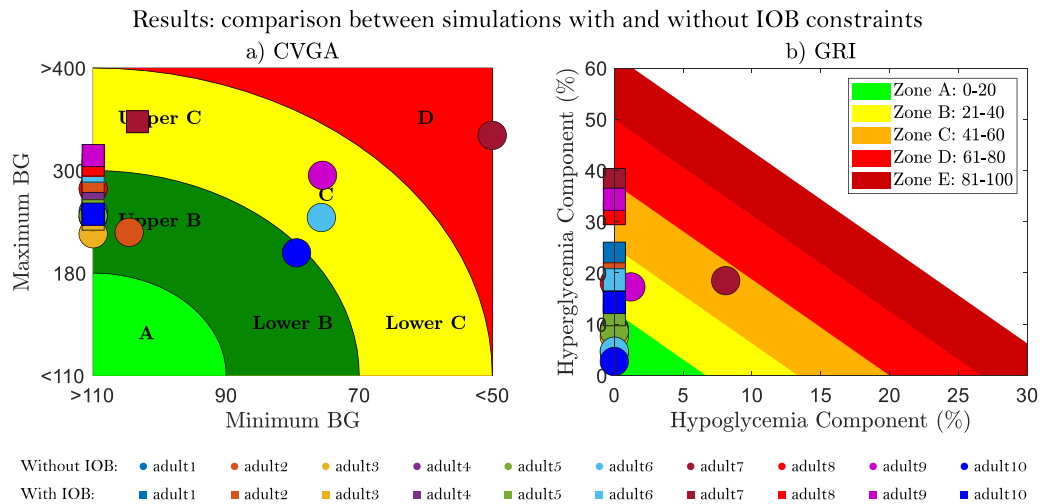 Results: comparison between simulations with and without IOB constraints
a) CVGA
>400
300
180
<110
Maximum BG
Upper C
D
C
Upper B
A
Lower B
Lower C
>110
90
70
<50
Minimum BG
b) GRI
60
50
40
30
20
10
0
Hyperglycemia Component (%)
Zone A: 0-20
Zone B: 21-40
Zone C: 41-60
Zone D: 61-80
Zone E: 81-100
0
5
10
15
20
25
30
Hypoglycemia Component (%)
Without IOB: adult1 adult2 adult3 adult4 adult5 adult6 adult7 adult8 adult9 adult10
With IOB: adult1 adult2 adult3 adult4 adult5 adult6 adult7 adult8 adult9 adult10